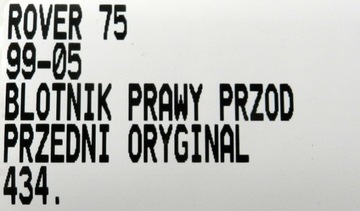 ROVER 75
99-05
BLOTNIK PRAWY PRZOD
PRZEDNI ORYGINAL
434.